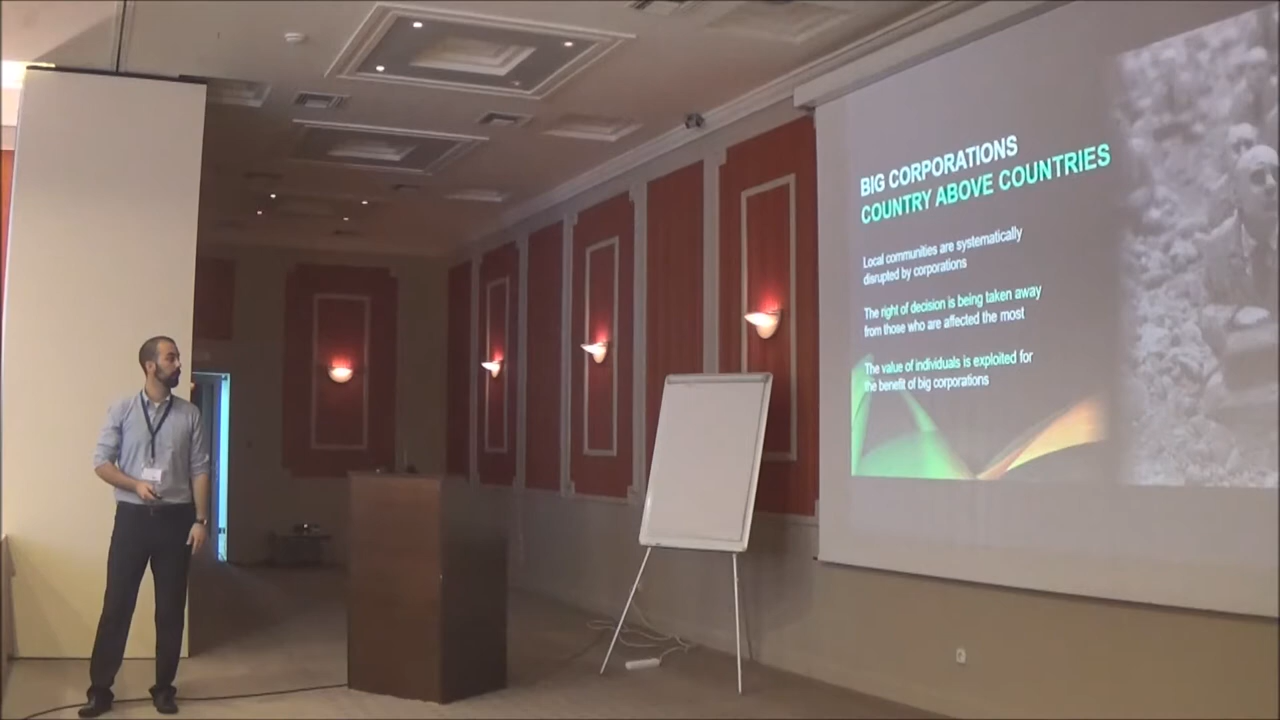 BIG CORPORATIONS
COUNTRY ABOVE COUNTRIES
Local communities are systematically
disrupted by corporations
The right of decision is being taken away
from those who are affected the most
The value of individuals is exploited for
the benefit of big corporations